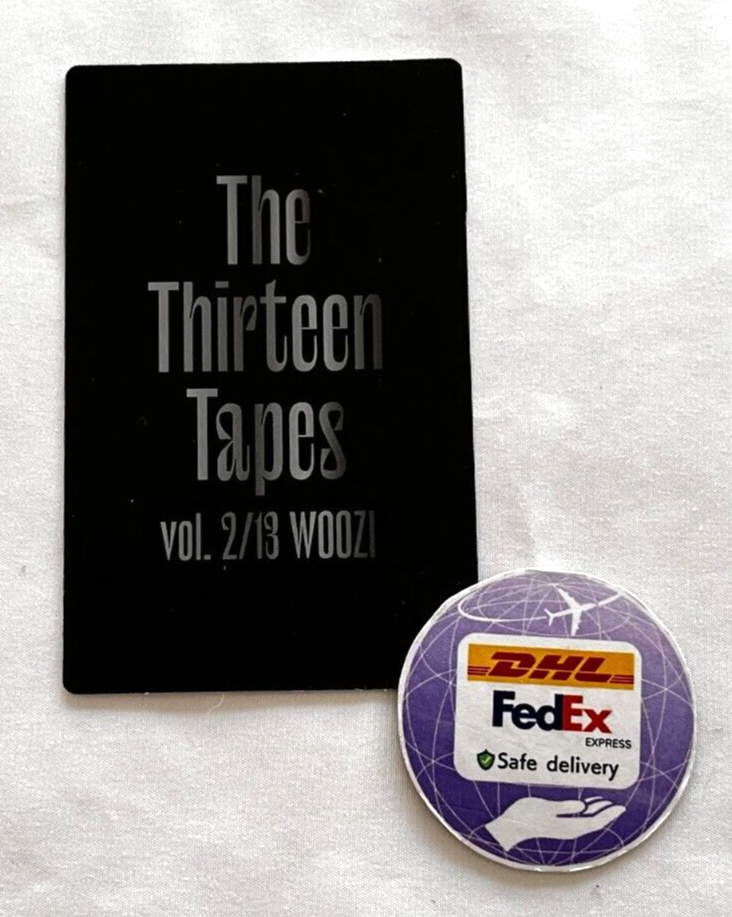 The
Thirteen
Tapes
vol. 2/13 WOOZI
DHL
FedEx
EXPRESS
Safe delivery